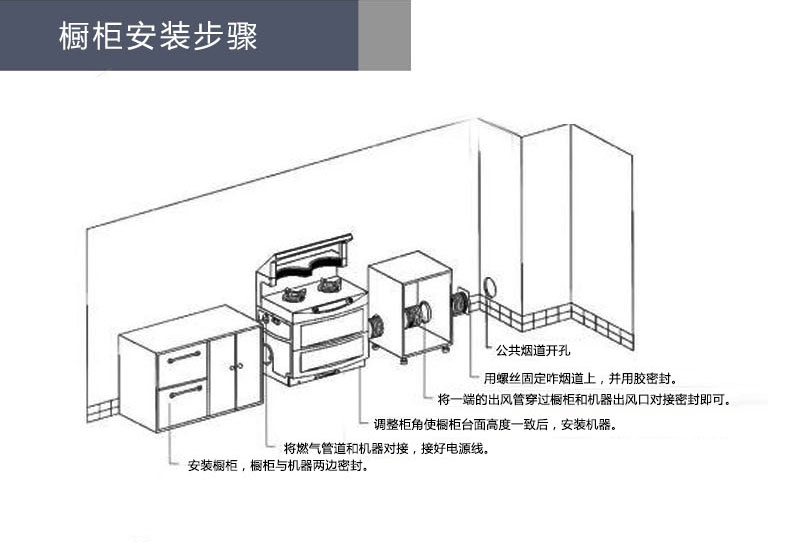 橱柜安装步骤
公共烟道开孔
用螺丝固定咋烟道上，并用胶密封。
将一端的出风管穿过橱柜和机器出风口对接密封即可。
调整柜角使橱柜台面高度一致后，安装机器。
将燃气管道和机器对接，接好电源线。
安装橱柜，橱柜与机器两边密封。